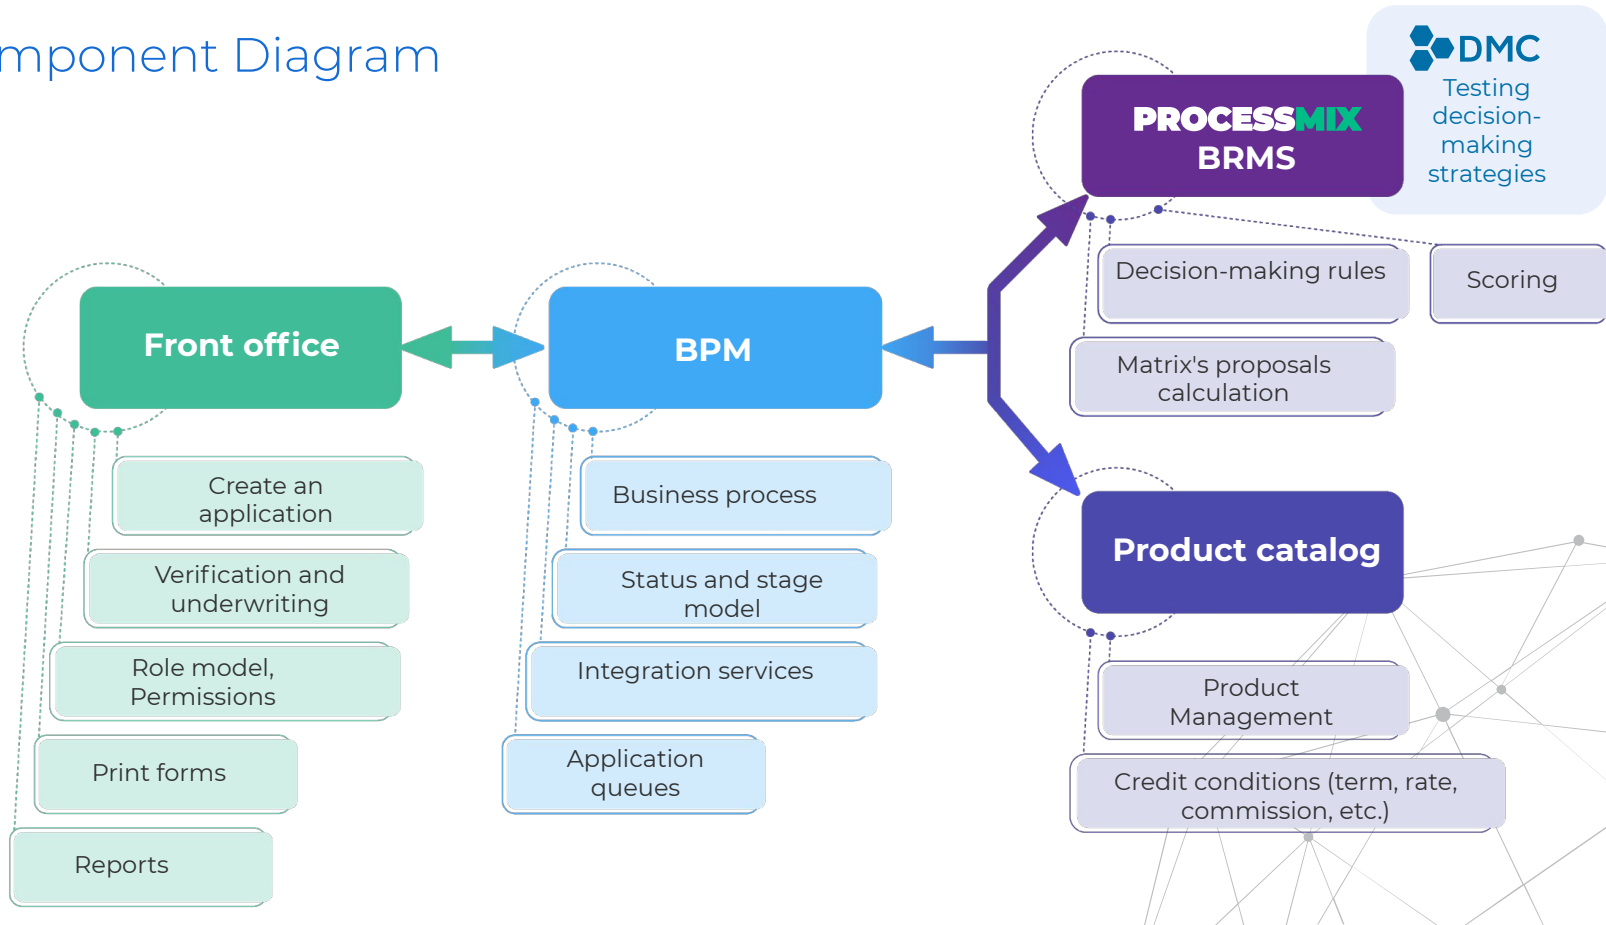 mponent Diagram
DMC
Testing
decision-
making
strategies
PROCESSMIX
BRMS
Decision-making rules
Scoring
Matrix's proposals
calculation
Front office
BPM
Product catalog
Create an
application
Verification and
underwriting
Role model,
Permissions
Print forms
Reports
Business process
Status and stage
model
Integration services
Application
queues
Product
Management
Credit conditions (term, rate,
commission, etc.)